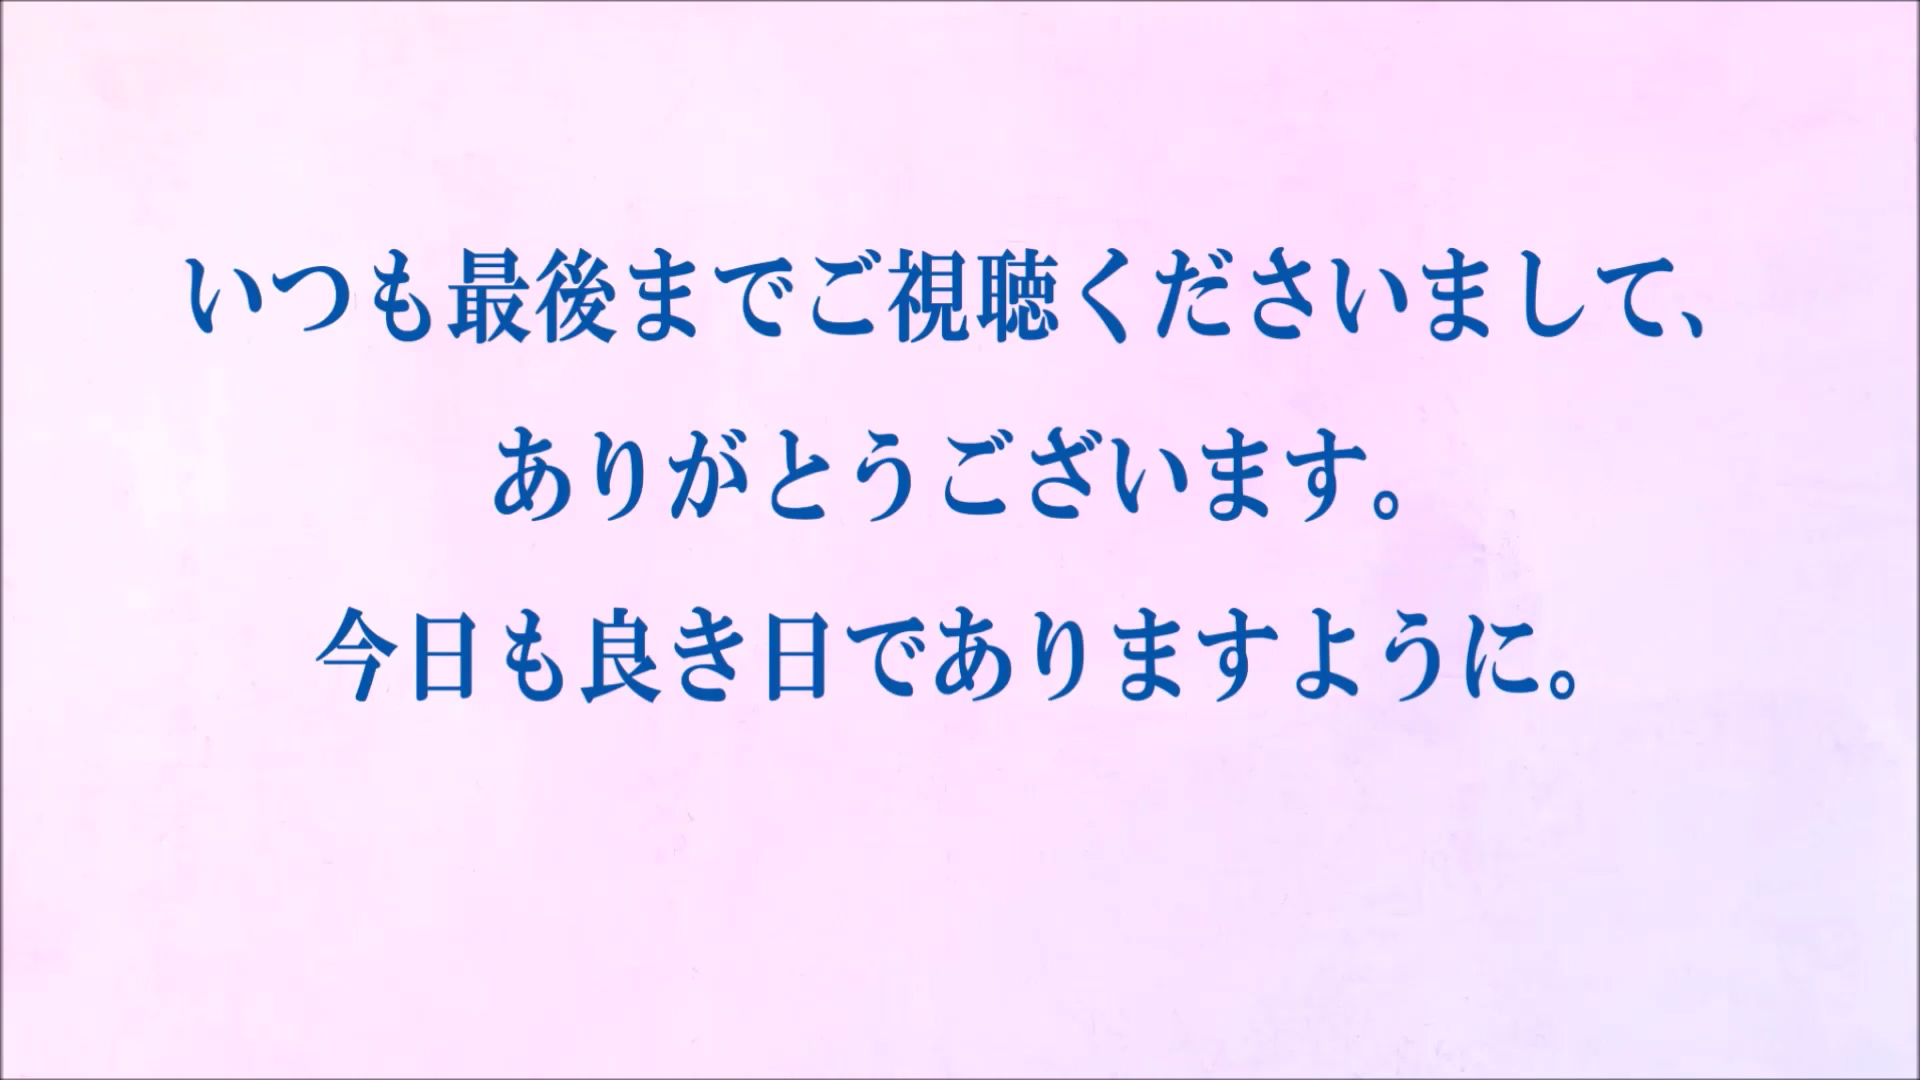 いつも最後までご視聴くださいまして、
ありがとうございます。
今日も良き日でありますように。